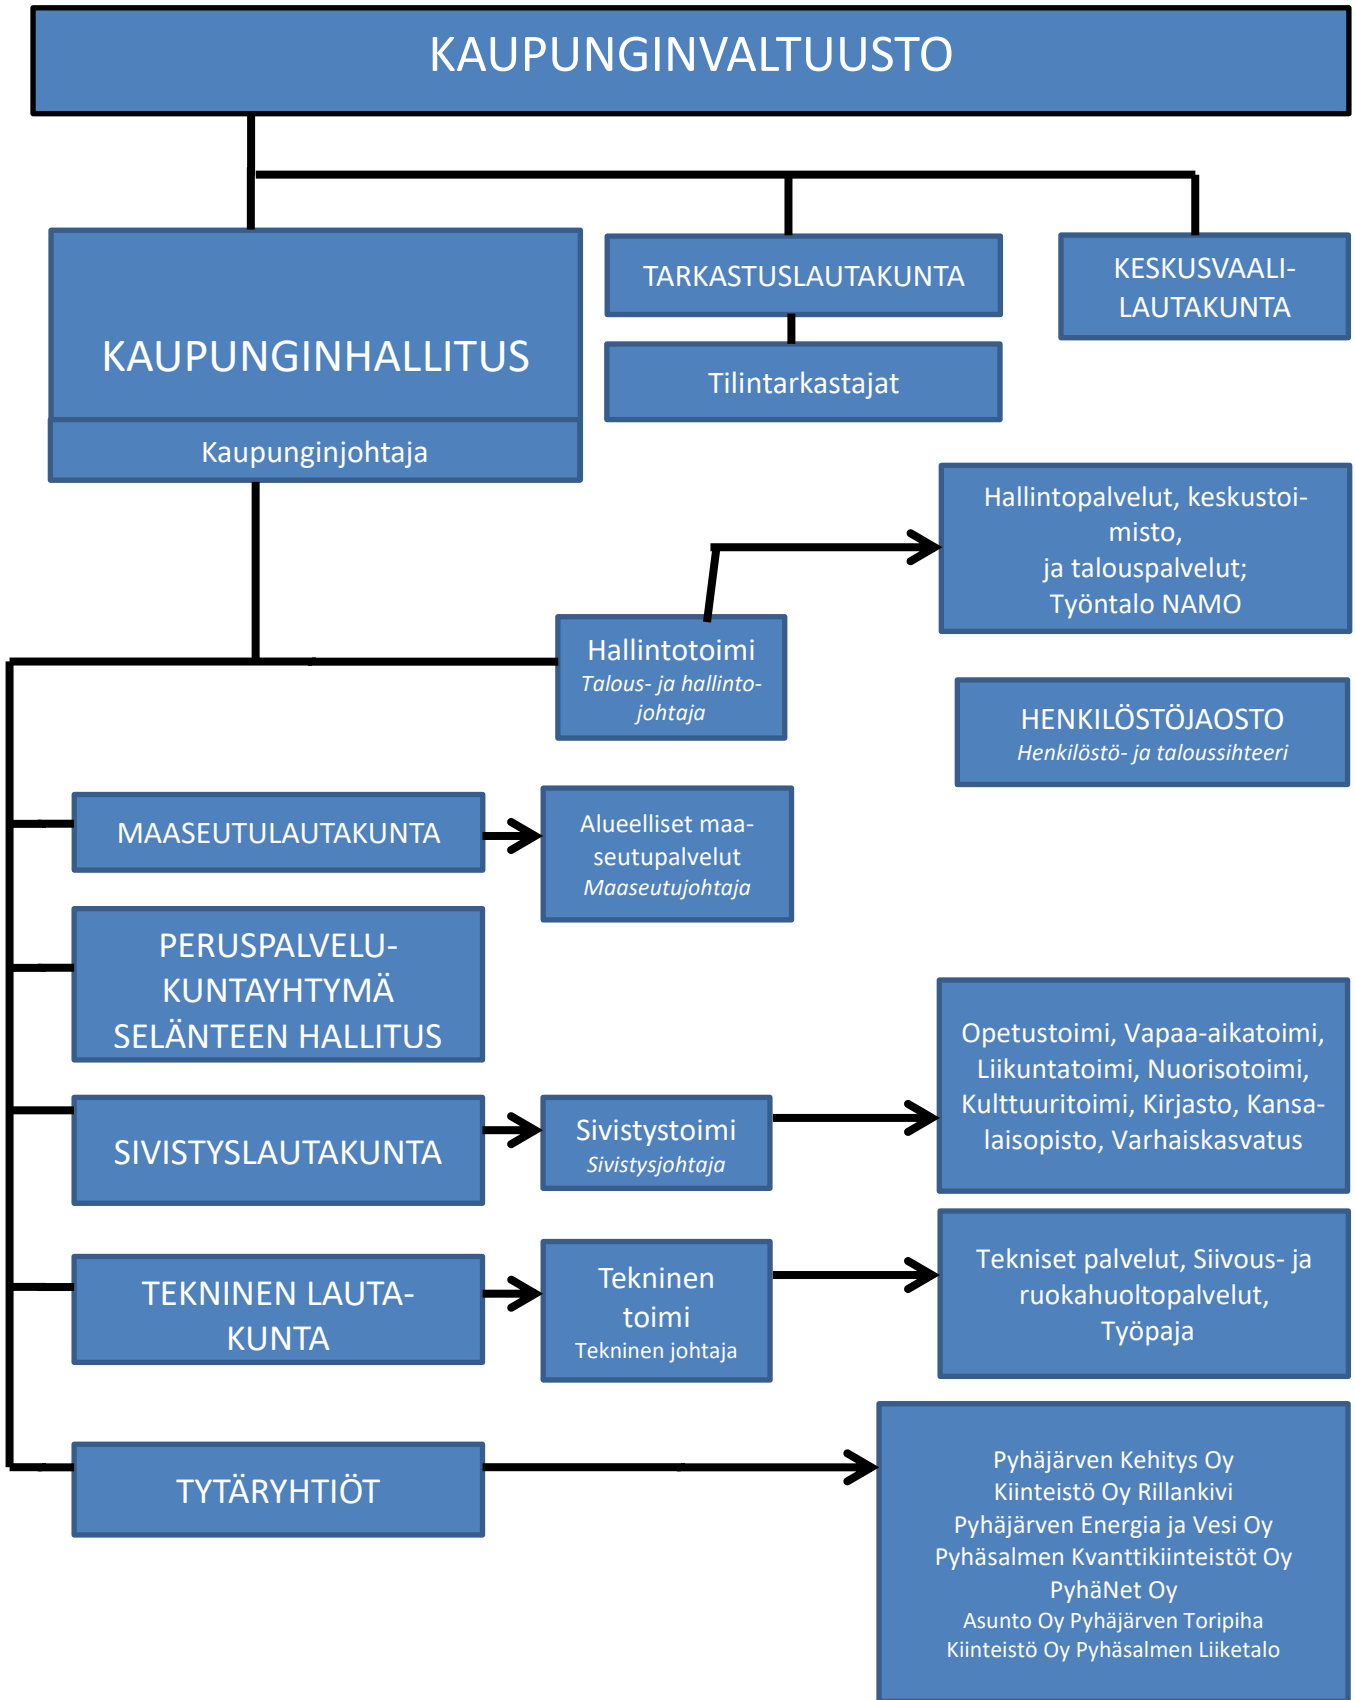 KAUPUNGINVALTUUSTO
KAUPUNGINHALLITUS
Kaupunginjohtaja
TARKASTUSLAUTAKUNTA
Tilintarkastajat
KESKUSVAALI-
LAUTAKUNTA
Hallintopalvelut, keskustoi-
misto,
ja talouspalvelut;
Työntalo NAMO
Hallintotoimi
Talous- ja hallinto-
johtaja
HENKILÖSTÖJAOSTO
Henkilöstö- ja taloussihteeri
MAASEUTULAUTAKUNTA
Alueelliset maa-
seutupalvelut
Maaseutujohtaja
PERUSPALVELU-
KUNTAYHTYMÄ
SELÄNTEEN HALLITUS
SIVISTYSLAUTAKUNTA
Sivistystoimi
Sivistysjohtaja
Opetustoimi, Vapaa-aikatoimi,
Liikuntatoimi, Nuorisotoimi,
Kulttuuritoimi, Kirjasto, Kansa-
laisopisto, Varhaiskasvatus
TEKNINEN LAUTA-
KUNTA
Tekninen
toimi
Tekninen johtaja
Tekniset palvelut, Siivous- ja
ruokahuoltopalvelut,
Työpaja
TYTÄRYHTIÖT
Pyhäjärven Kehitys Oy
Kiinteistö Oy Rillankivi
Pyhäjärven Energia ja Vesi Oy
Pyhäsalmen Kvanttikiinteistöt Oy
PyhäNet Oy
Asunto Oy Pyhäjärven Toripiha
Kiinteistö Oy Pyhäsalmen Liiketalo